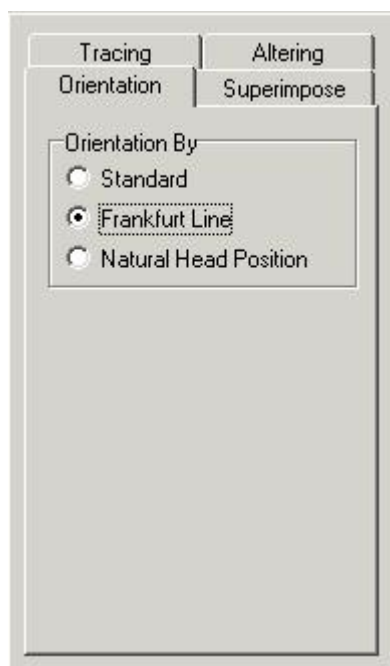 Tracing Altering
Orientation Superimpose
Orientation By
Standard
Frankfurt Line
Natural Head Position